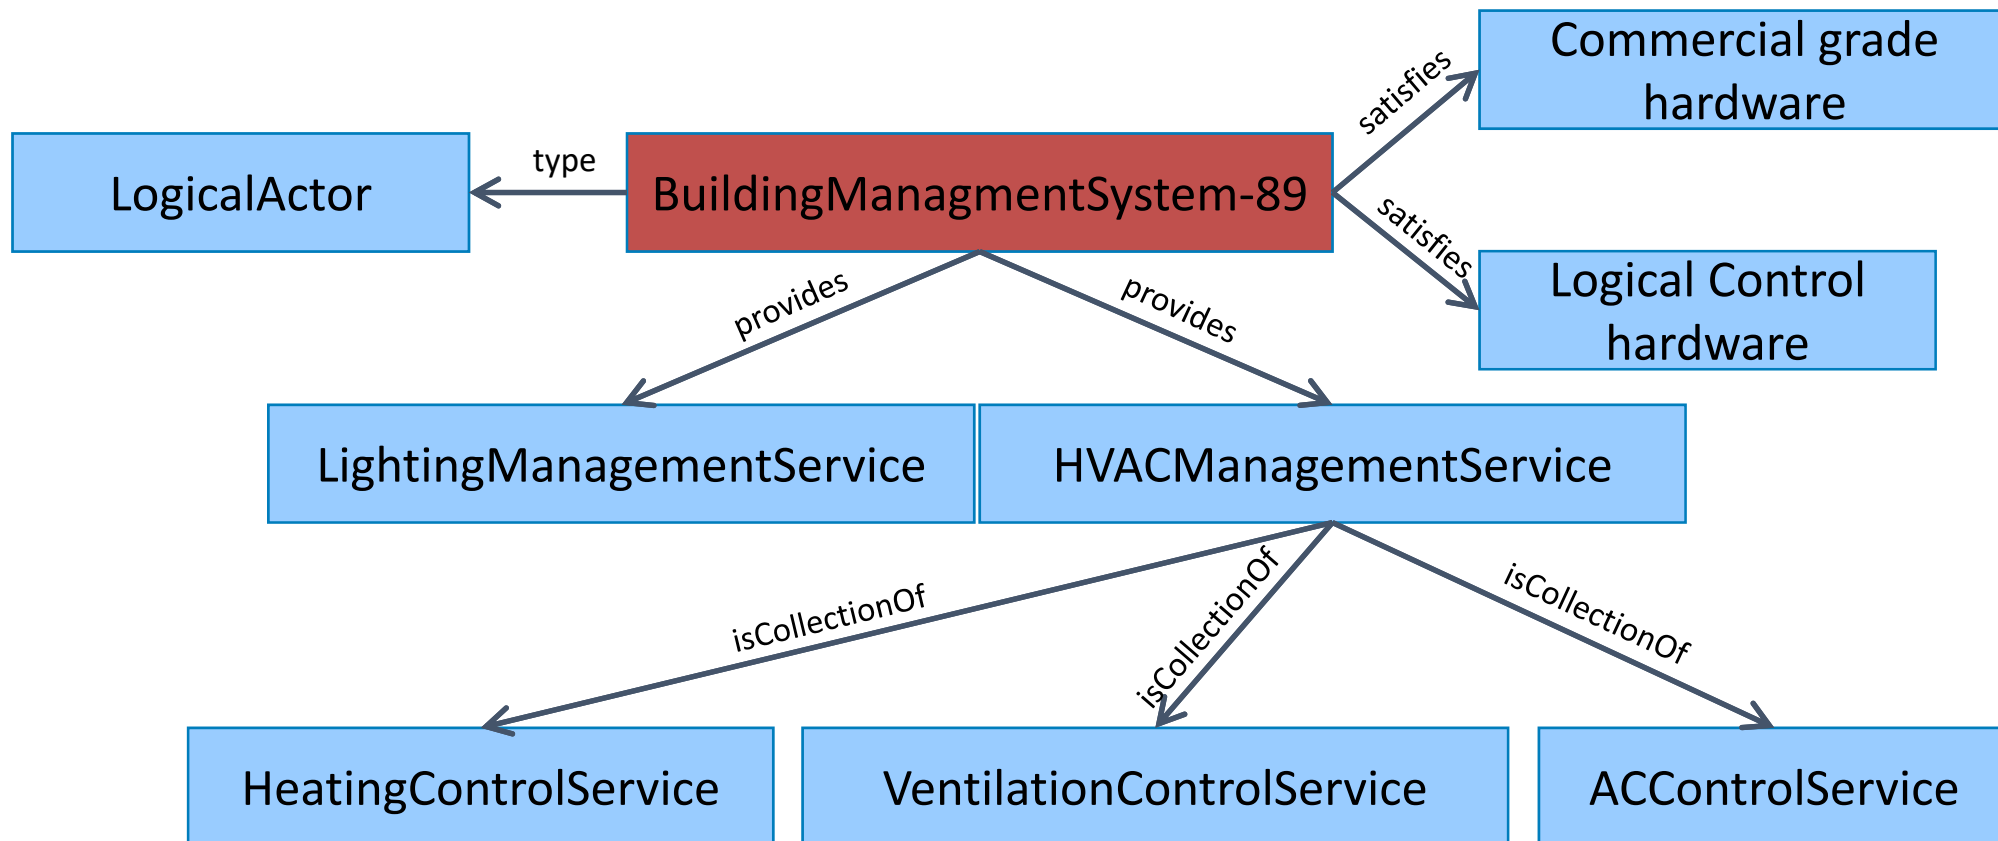 Commercial grade
hardware
satisfies
LogicalActor
type
BuildingManagmentSystem-89
satisfies
Logical Control
hardware
provides
provides
LightingManagementService
HVACManagementService
isCollectionOf
isCollectionOf
isCollectionOf
HeatingControlService
VentilationControlService
ACControlService